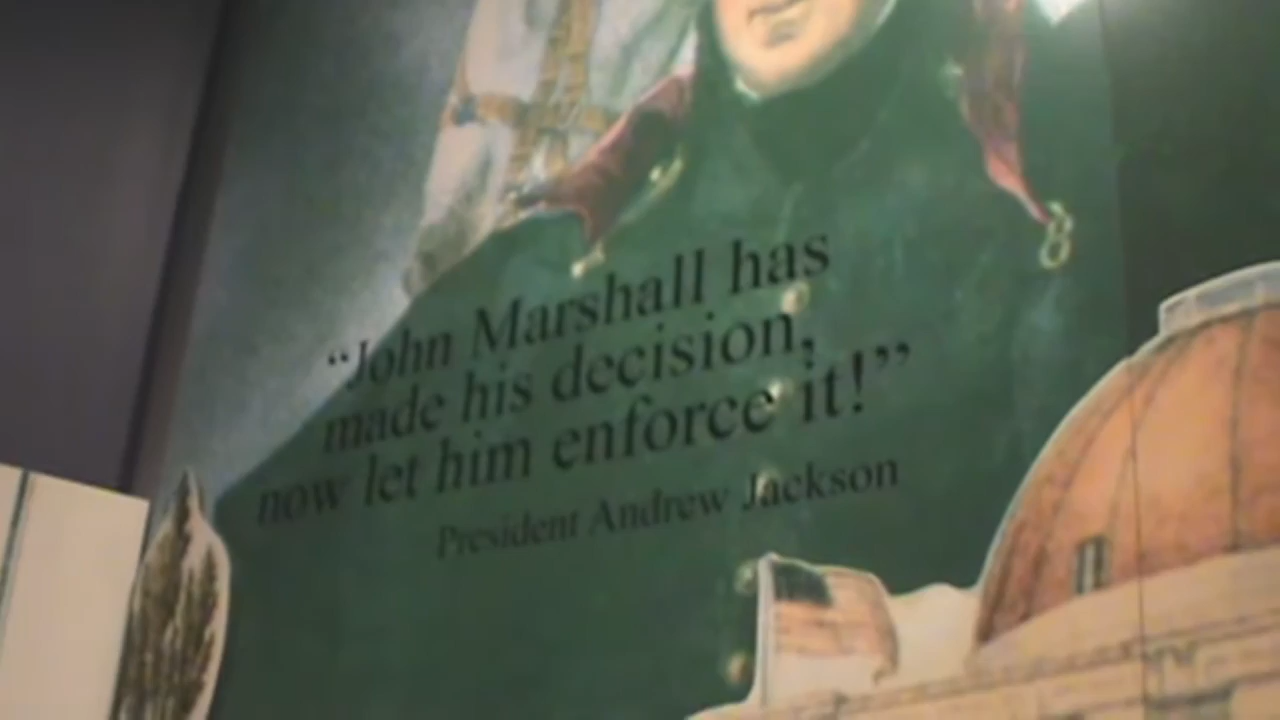 “John Marshall has
made his decision,
now let him enforce it!”
President Andrew Jackson